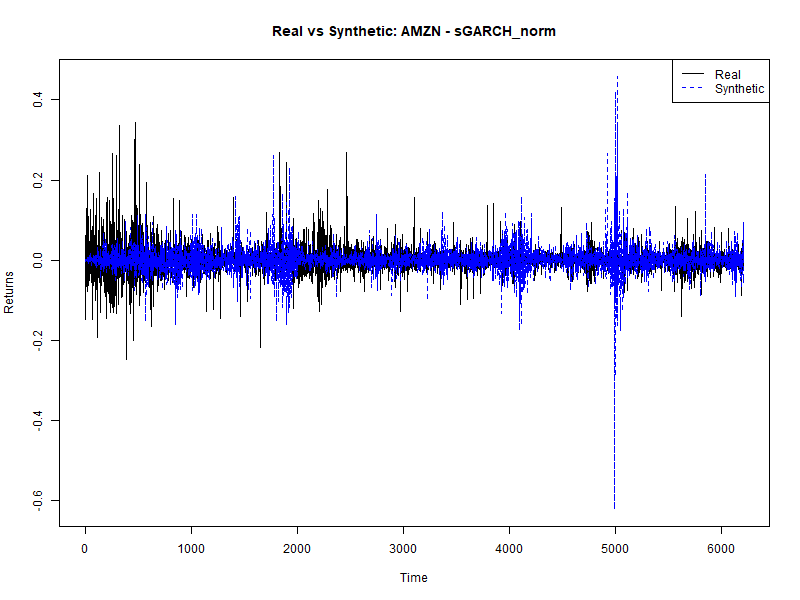 Real vs Synthetic: AMZN - sGARCH_norm
Real
Synthetic
Returns
0.4
0.2
0.0
-0.2
-0.4
-0.6
0 1000 2000 3000 4000 5000 6000
Time